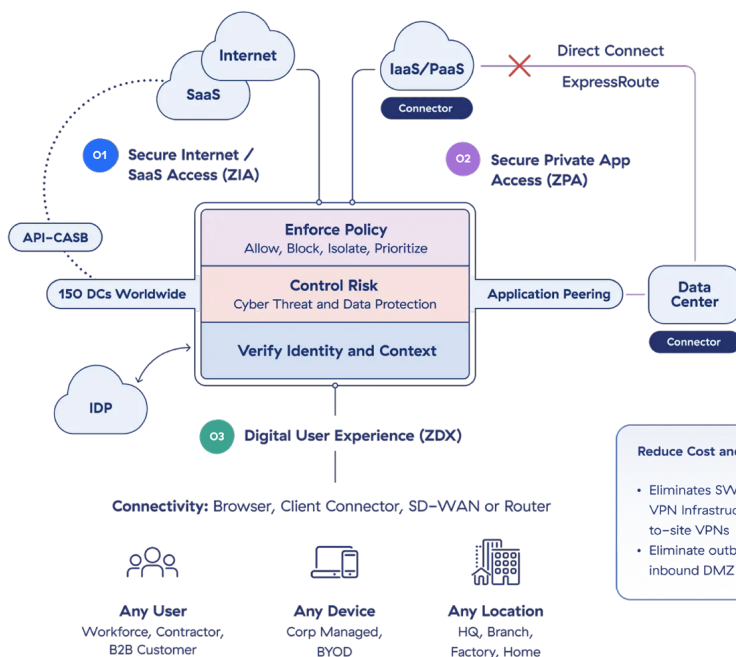 Internet
SaaS
IaaS/PaaS
Connector
Direct Connect
ExpressRoute
01
Secure Internet /
SaaS Access (ZIA)
02
Secure Private App
Access (ZPA)
API-CASB
Enforce Policy
Allow, Block, Isolate, Prioritize
Control Risk
Cyber Threat and Data Protection
Verify Identity and Context
150 DCs Worldwide
Application Peering
Data
Center
Connector
IDP
03
Digital User Experience (ZDX)
Connectivity: Browser, Client Connector, SD-WAN or Router
Any User
Workforce, Contractor,
B2B Customer
Any Device
Corp Managed,
BYOD
Any Location
HQ, Branch,
Factory, Home
Reduce Cost and
• Eliminates
VPN
to-site VPNs
• Eliminate
inbound DMZ